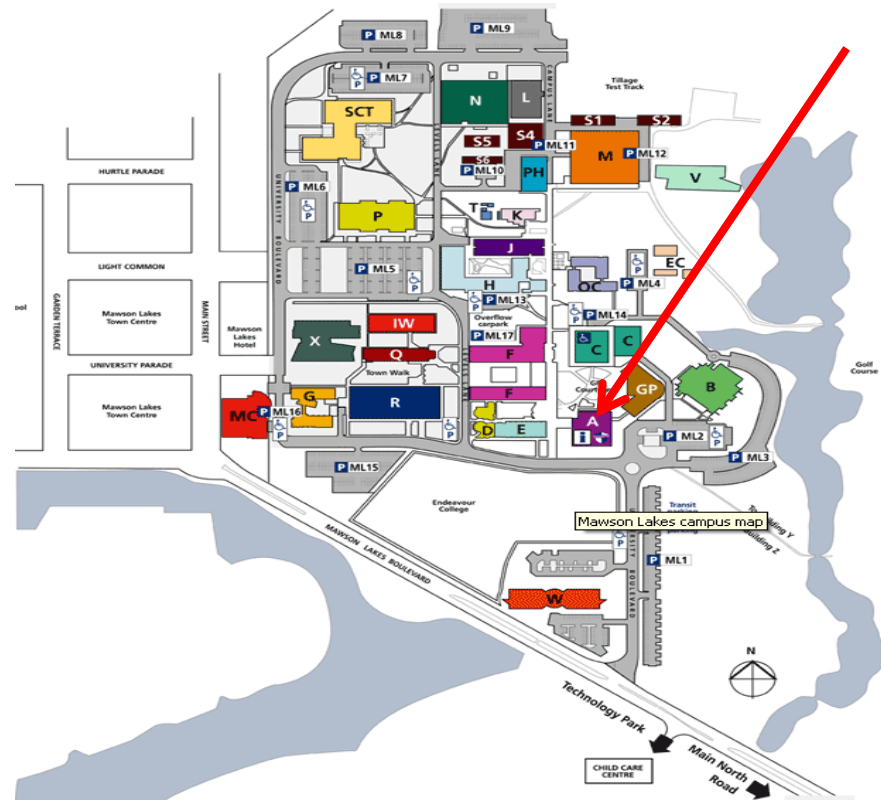 P ML8
P ML9
P ML7
Tillage
Test Track
CAMPUS LANE
N
L
SCT
S1
S2
S4
S5
S6
P ML11
P ML12
M
P ML10
PH
V
HURTLE PARADE
UNIVERSITY BOULEVARD
P ML6
P
T
K
J
LIGHT COMMON
P ML5
H
OC
EC
P ML4
P ML13
P ML14
GARDEN TERRACE
MAIN STREET
ool
Mawson Lakes
Town Centre
Mawson
Lakes
Hotel
X
IW
Overflow
carpark
P ML17
C
C
Q
F
UNIVERSITY PARADE
Town Walk
Golf
Course
G
R
F
GP
B
Mawson Lakes
Town Centre
MC
P ML16
D
E
A
i
P ML2
P ML3
P ML15
Endeavour
College
Transit
Mawson Lakes campus map
Building Z
MAWSON LAKES BOULEVARD
UNIVERSITY BOULEVARD
P ML1
W
N
Technology Park
Main North
Road
CHILD CARE
CENTRE